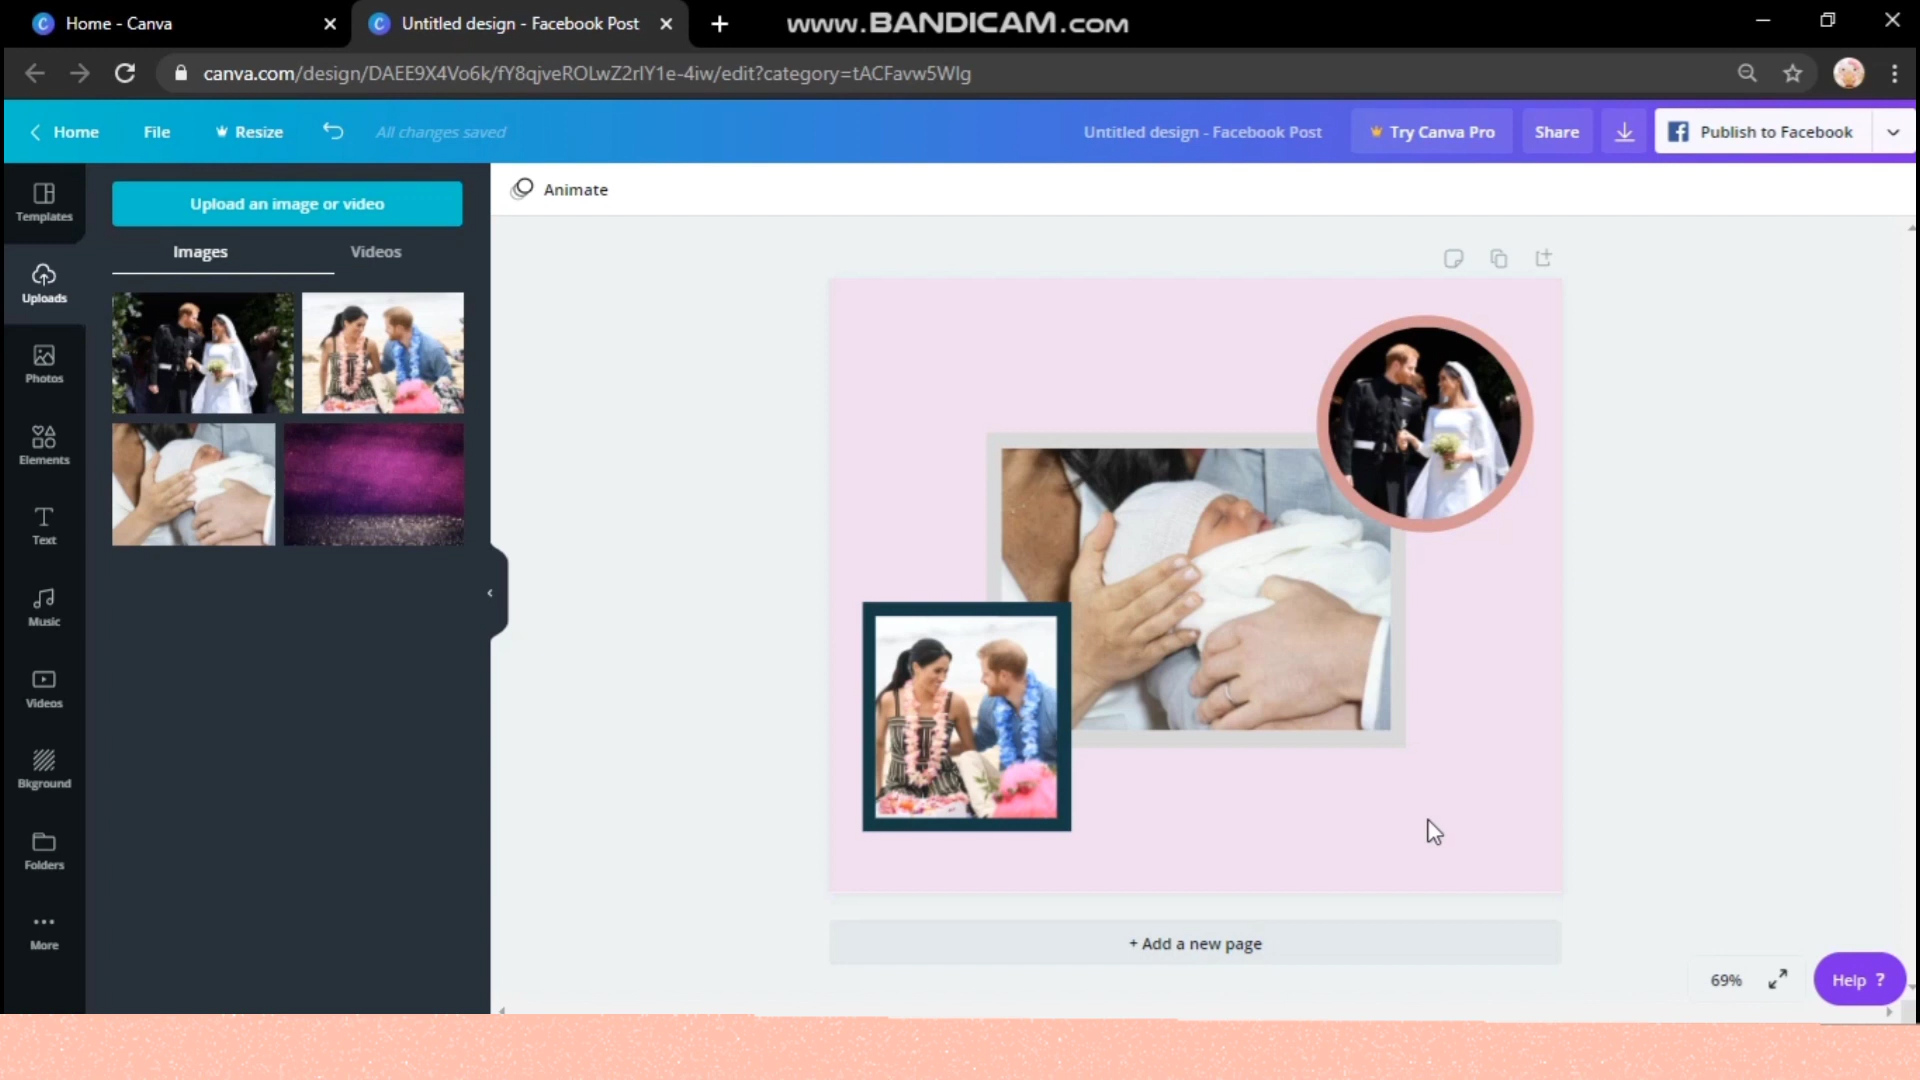 Home - Canva
Untitled design - Facebook Post
www.BANDICAM.com
canva.com/design/DAEE9X4Vo6k/fY8qjveROLwZ2rlY1e-4iw/edit?category=tACFavw5WIg
Home
File
Resize
All changes saved
Untitled design - Facebook Post
Try Canva Pro
Share
Publish to Facebook
Templates
Uploads
Photos
Elements
Text
Music
Videos
Bkground
Folders
More
Upload an image or video
Images
Videos
Animate
+ Add a new page
69%
Help ?